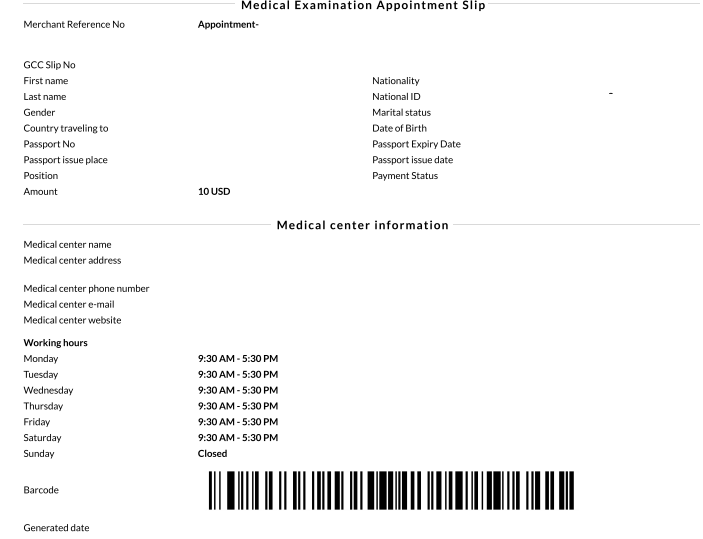 Medical Examination Appointment Slip
Merchant Reference No Appointment-
GCC Slip No
First name Nationality
Last name National ID -
Gender Marital status
Country traveling to Date of Birth
Passport No Passport Expiry Date
Passport issue place Passport issue date
Position Payment Status
Amount 10 USD
Medical center information
Medical center name
Medical center address
Medical center phone number
Medical center e-mail
Medical center website
Working hours
Monday 9:30 AM - 5:30 PM
Tuesday 9:30 AM - 5:30 PM
Wednesday 9:30 AM - 5:30 PM
Thursday 9:30 AM - 5:30 PM
Friday 9:30 AM - 5:30 PM
Saturday 9:30 AM - 5:30 PM
Sunday Closed
Barcode
Generated date